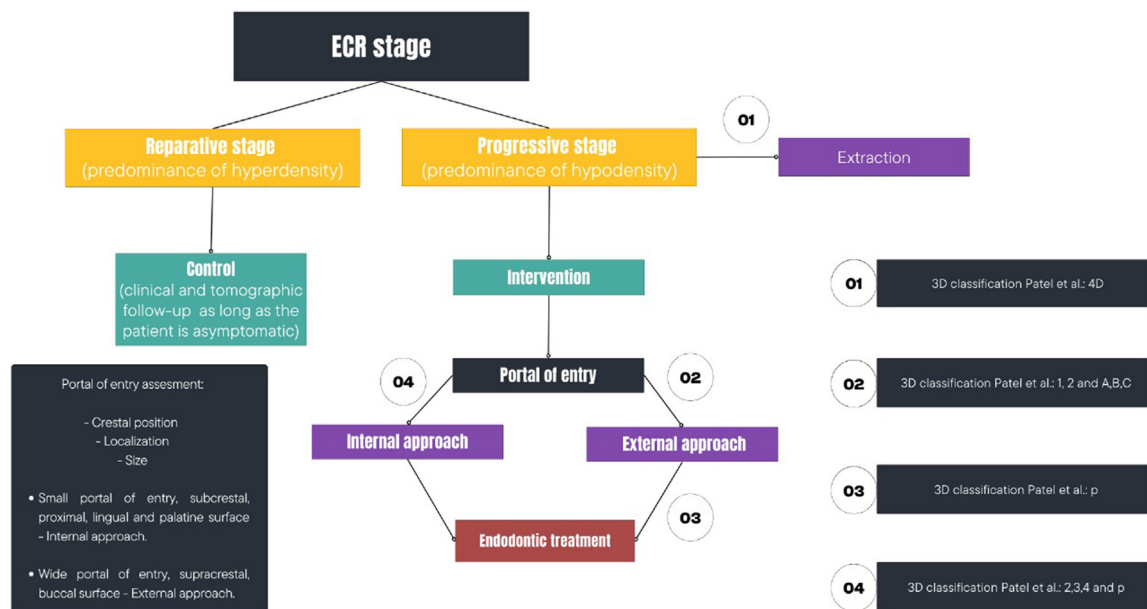 ECR stage
01
Reparative stage
(predominance of hyperdensity)
Progressive stage
(predominance of hypodensity)
Extraction
Control
(clinical and tomographic
follow-up as long as the
patient is asymptomatic)
Intervention
01
3D classification Patel et al.: 4D
Portal of entry assesment:
- Crestal position
- Localization
- Size
• Small portal of entry, subcrestal,
proximal, lingual and palatine surface
- Internal approach.
• Wide portal of entry, supracrestal,
buccal surface - External approach.
04
Portal of entry
02
02
3D classification Patel et al.: 1, 2 and A,B,C
Internal approach
External approach
03
3D classification Patel et al.: p
03
Endodontic treatment
04
3D classification Patel et al.: 2,3,4 and p